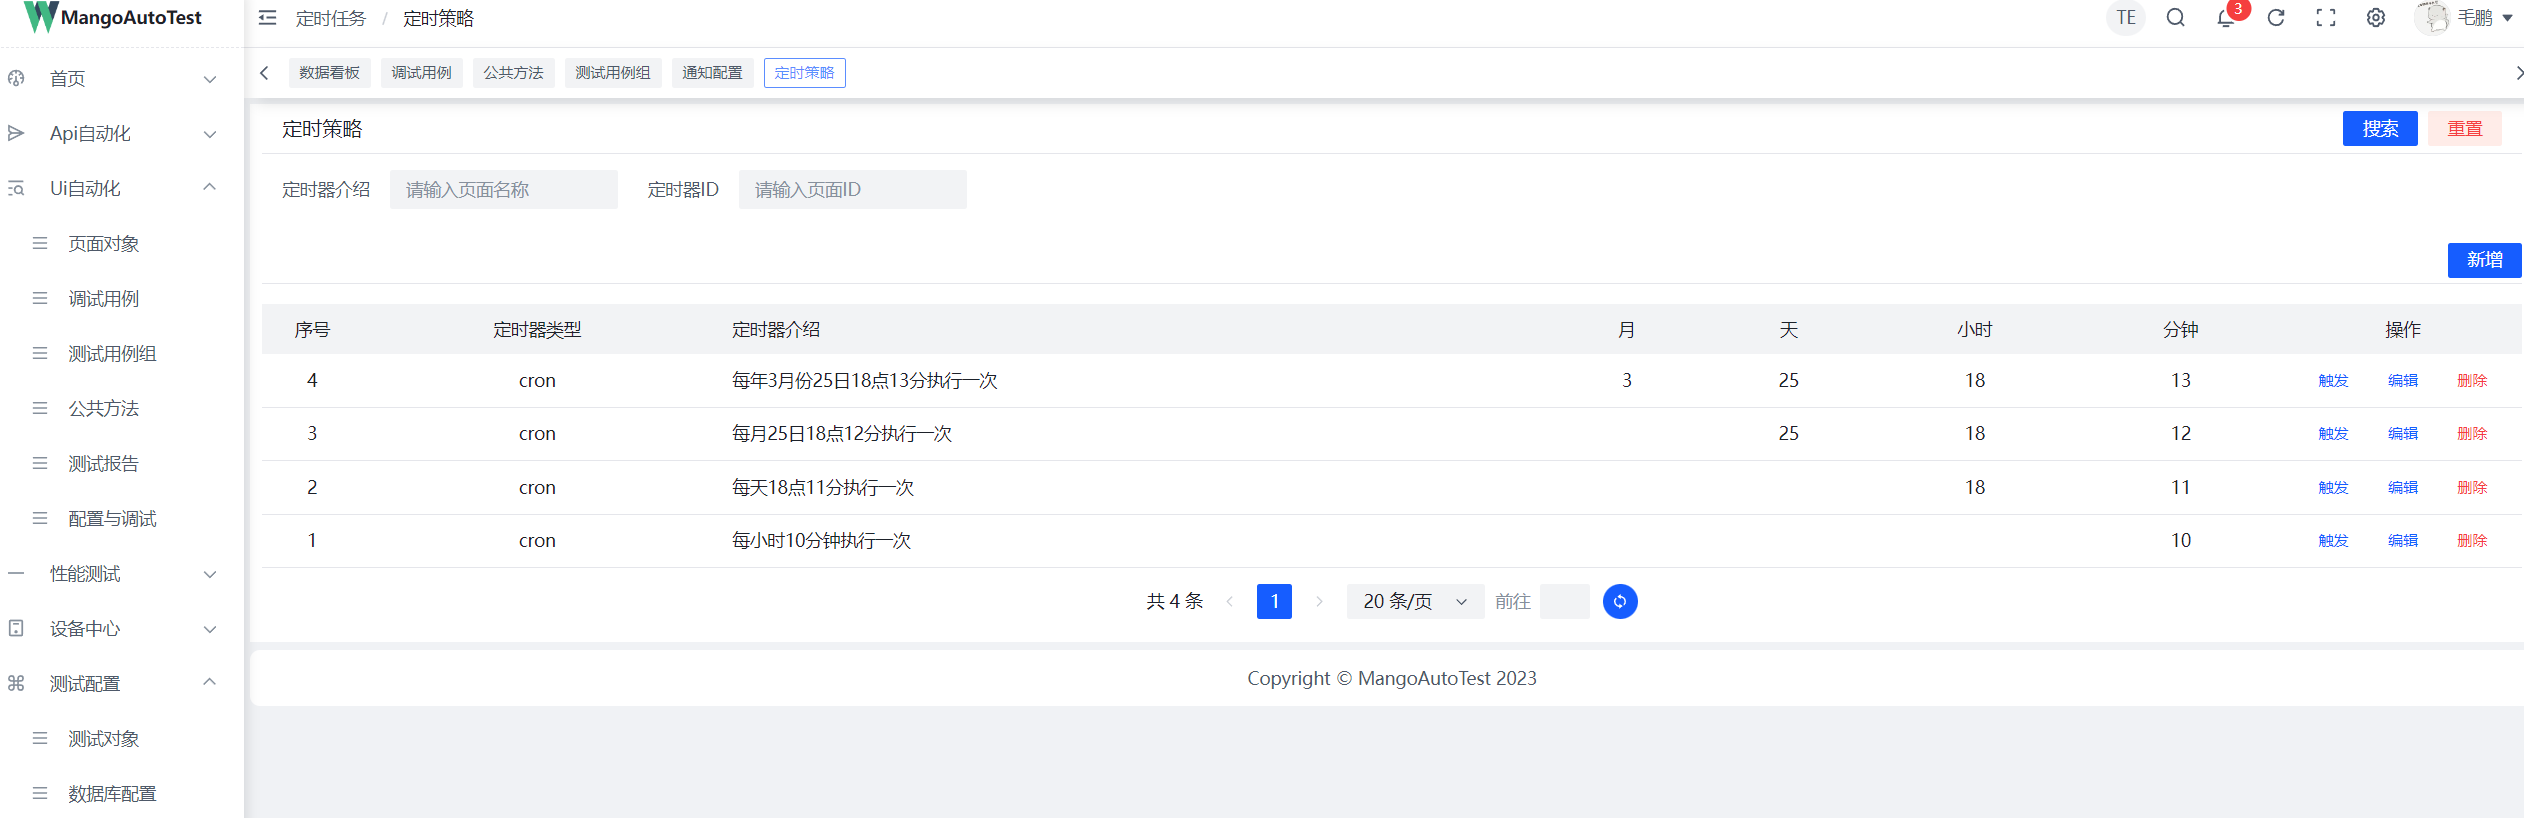 MangoAutoTest
定时任务 / 定时策略
TE
3
毛鹏
首页
Api自动化
Ui自动化
页面对象
调试用例
测试用例组
公共方法
测试报告
配置与调试
性能测试
设备中心
测试配置
测试对象
数据库配置
数据看板 调试用例 公共方法 测试用例组 通知配置 定时策略
定时策略 搜索 重置
定时器介绍 请输入页面名称 定时器ID 请输入页面ID
新增
序号 定时器类型 定时器介绍 月 天 小时 分钟 操作
4 cron 每年3月份25日18点13分执行一次 3 25 18 13 触发 编辑 删除
3 cron 每月25日18点12分执行一次 25 18 12 触发 编辑 删除
2 cron 每天18点11分执行一次 18 11 触发 编辑 删除
1 cron 每小时10分钟执行一次 10 触发 编辑 删除
共 4 条 1 20 条/页 前往
Copyright © MangoAutoTest 2023